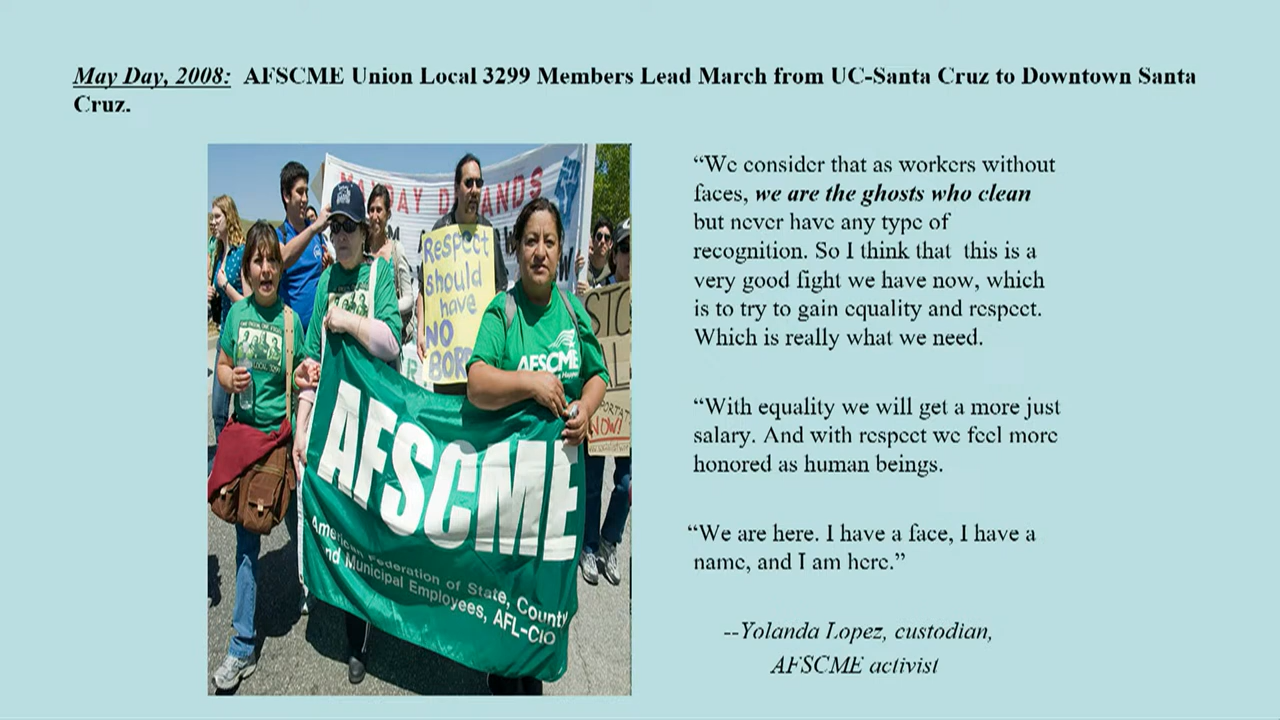 May Day, 2008: AFSCME Union Local 3299 Members Lead March from UC-Santa Cruz to Downtown Santa
Cruz.
“We consider that as workers without
faces, we are the ghosts who clean
but never have any type of
recognition. So I think that this is a
very good fight we have now, which
is to try to gain equality and respect.
Which is really what we need.
“With equality we will get a more just
salary. And with respect we feel more
honored as human beings.
“We are here. I have a face, I have a
name, and I am here.”
--Yolanda Lopez, custodian,
AFSCME activist
DAY
Respect
should
have
NO
BOR
AFSCME
LOCAL 3299
NOW!
AFSCME
American Federation of State, County
and Municipal Employees, AFL-CIO